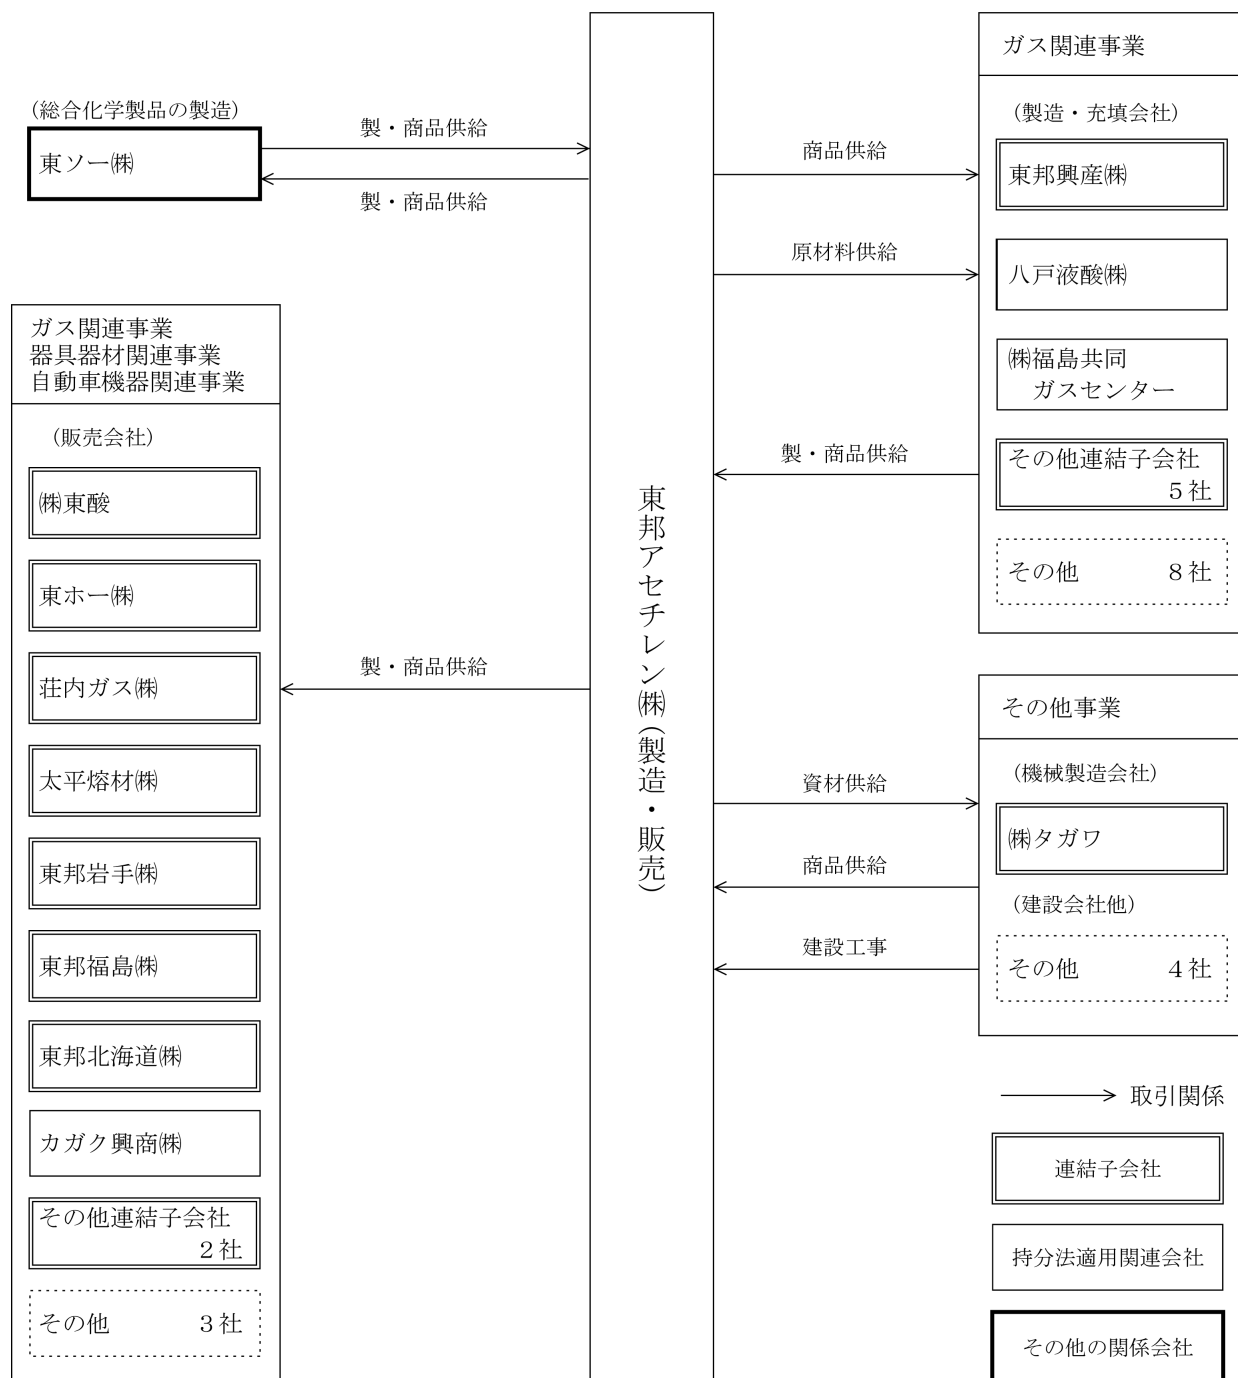 (総合化学製品の製造)
東ソー㈱
製・商品供給
製・商品供給
ガス関連事業
器具器材関連事業
自動車機器関連事業
(販売会社)
㈱東酸
東ホー㈱
荘内ガス㈱
太平熔材㈱
東邦岩手㈱
東邦福島㈱
東邦北海道㈱
カガク興商㈱
その他連結子会社
2社
その他 3社
製・商品供給
東邦アセチレン㈱(製造・販売)
商品供給
原材料供給
製・商品供給
資材供給
商品供給
建設工事
ガス関連事業
(製造・充填会社)
東邦興産㈱
八戸液酸㈱
㈱福島共同
ガスセンター
その他連結子会社
5社
その他 8社
その他事業
(機械製造会社)
㈱タガワ
(建設会社他)
その他 4社
取引関係
連結子会社
持分法適用関連会社
その他の関係会社